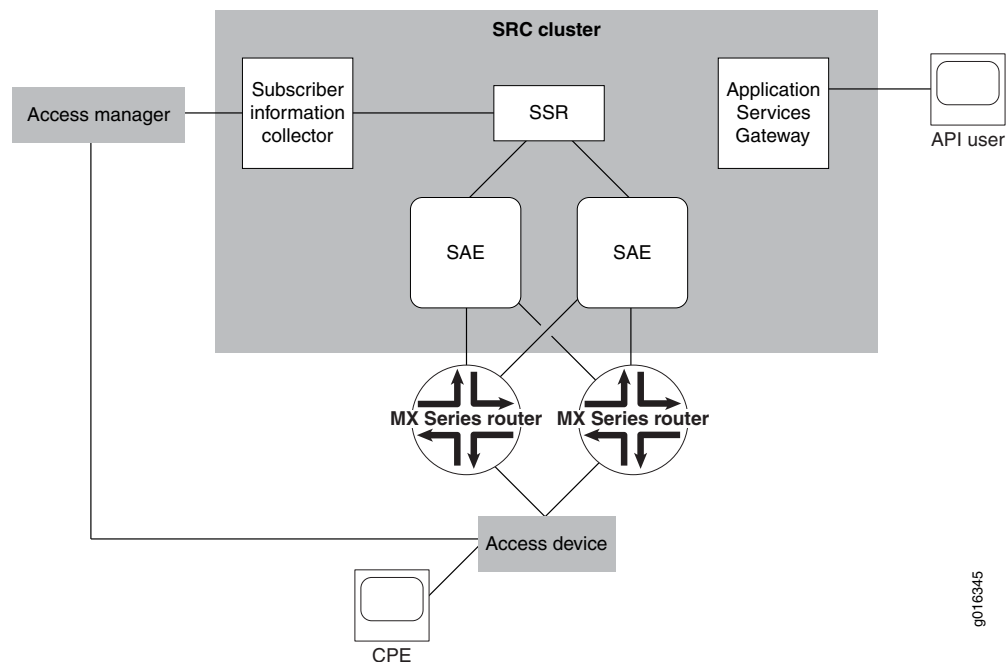 SRC cluster
Access manager
Subscriber
information
collector
SSR
Application
Services
Gateway
API user
SAE
SAE
MX Series router
MX Series router
Access device
CPE
g016345